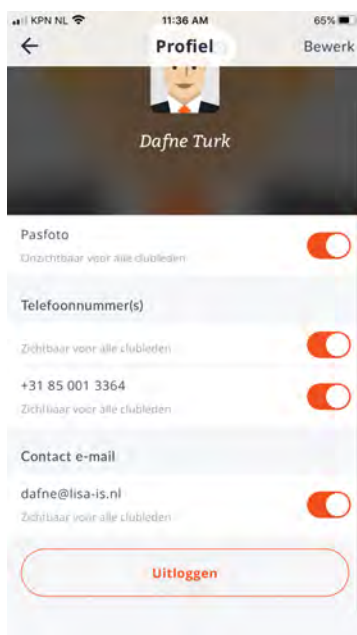 KPN NL 11:36 AM 65%
Profiel Bewerk
Dafne Turk
Pasfoto
Onzichtbaar voor alle clubleden
Telefoonnummer(s)
Zichtbaar voor alle clubleden
+31 85 001 3364
Zichtbaar voor alle clubleden
Contact e-mail
dafne@lisa-is.nl
Zichtbaar voor alle clubleden
Uitloggen